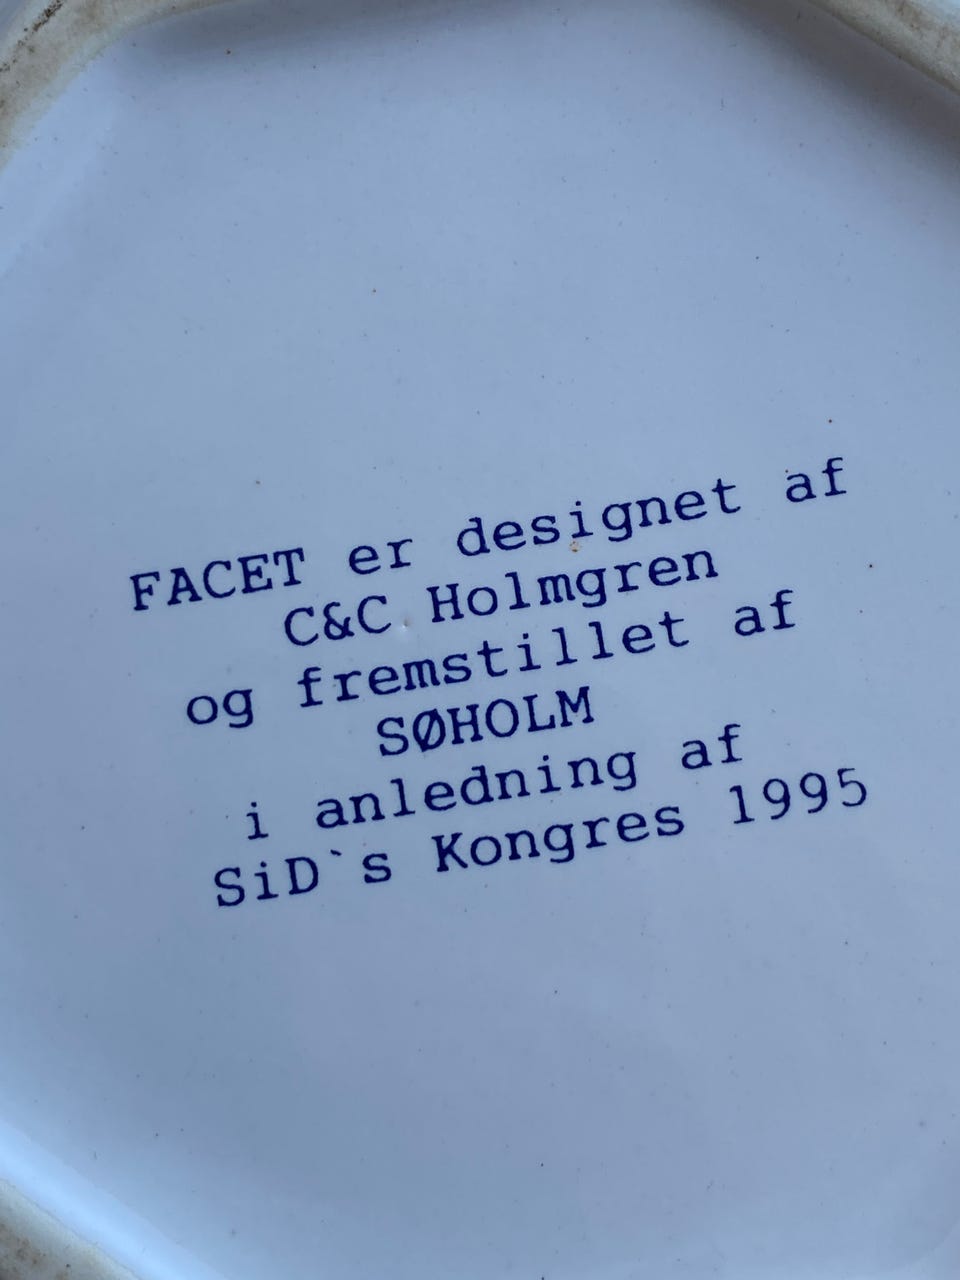 FACET er designet af
C&C Holmgren
og fremstillet af
SØHOLM
i anledning af
SiD`s Kongres 1995